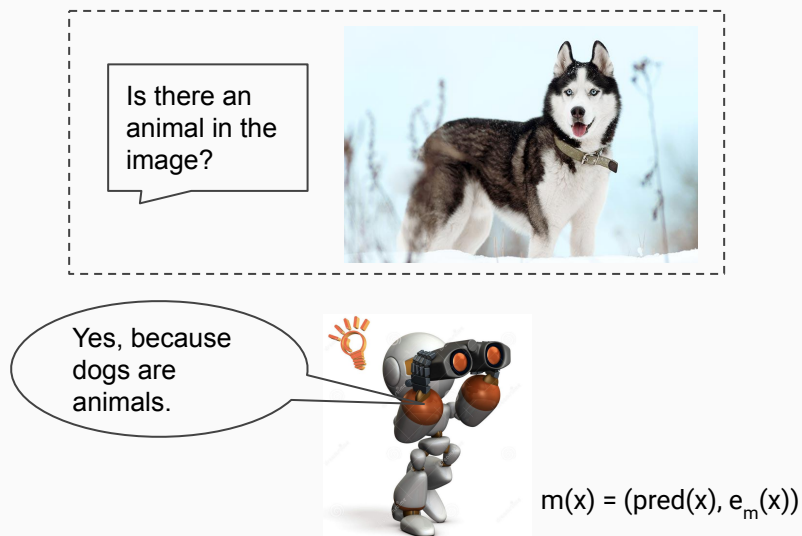 Is there an
animal in the
image?
Yes, because
dogs are
animals.
m(x) = (pred(x), eₘ(x))